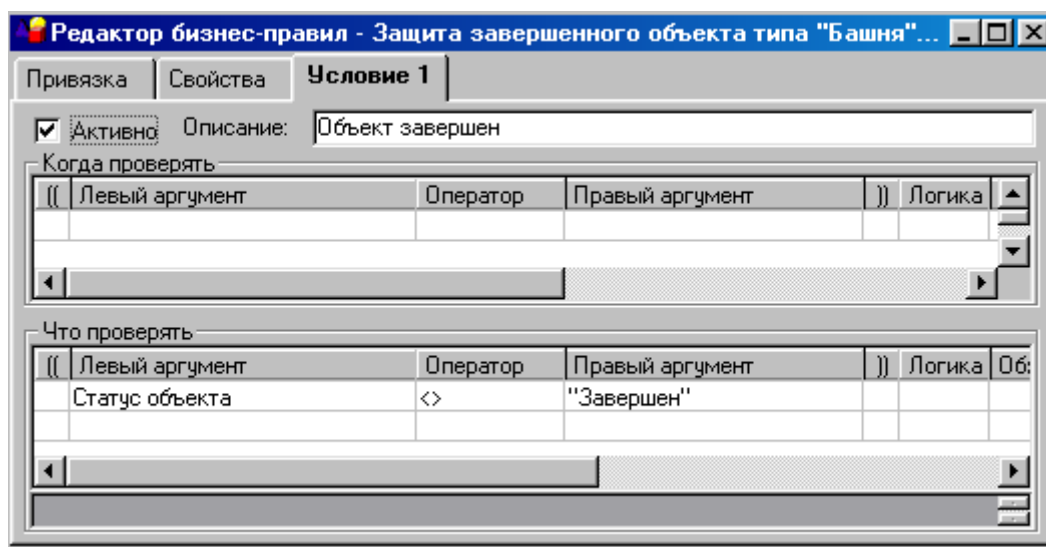 Редактор бизнес-правил - Защита завершенного объекта типа "Башня"...
Привязка Свойства Условие 1
Активно Описание: Объект завершен
Когда проверять
(( Левый аргумент Оператор Правый аргумент )) Логика
Что проверять
(( Левый аргумент Оператор Правый аргумент )) Логика Об:
Статус объекта <> "Завершен"